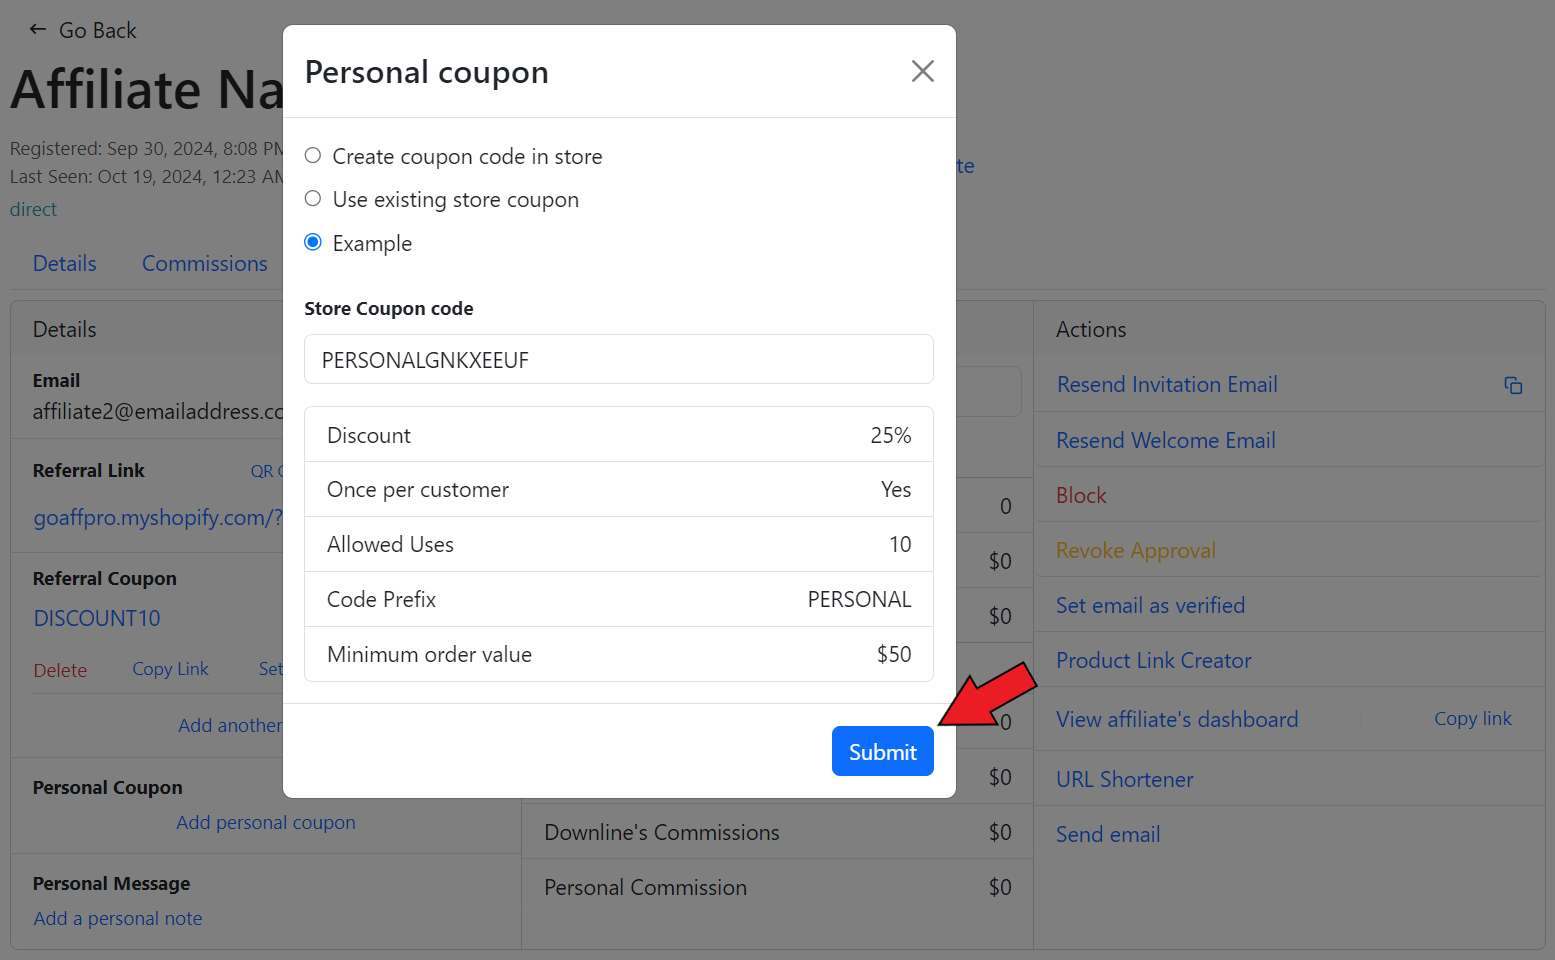 ← Go Back
Affiliate Na
Registered: Sep 30, 2024, 8:08 PM
Last Seen: Oct 19, 2024, 12:23 AM
direct
te
Details Commissions
Personal coupon
Create coupon code in store
Use existing store coupon
Example
Store Coupon code
PERSONALGNKXEEUF
Discount 25%
Once per customer Yes
Allowed Uses 10
Code Prefix PERSONAL
Minimum order value $50
Submit
Details
Email
affiliate2@emailaddress.co
Referral Link QR
goaffpro.myshopify.com/?
Referral Coupon
DISCOUNT10
Delete Copy Link Set
Add another
Personal Coupon
Add personal coupon
Personal Message
Add a personal note
0
$0
$0
0
$0
Downline's Commissions $0
Personal Commission $0
Actions
Resend Invitation Email
Resend Welcome Email
Block
Revoke Approval
Set email as verified
Product Link Creator
View affiliate's dashboard Copy link
URL Shortener
Send email